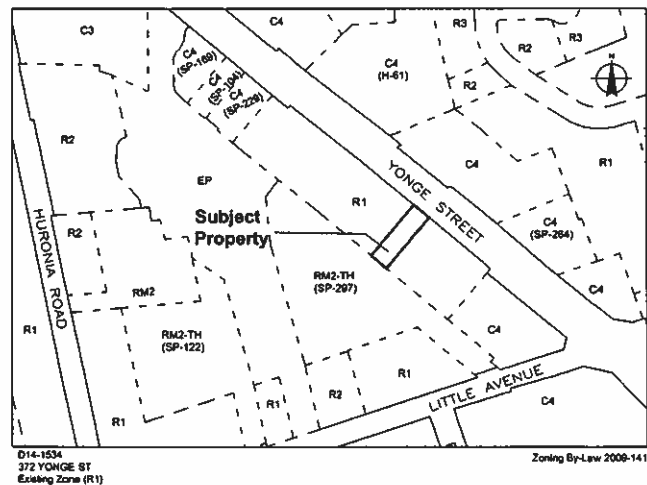 C3
C4
R3
R2
R3
C4
(SP-169)
C4
(SP-104)
C4
(SP-229)
C4
(H-61)
R2
R2
C4
R1
EP
YONGE STREET
R1
HURONIA ROAD
Subject
Property
R2
C4
(SP-264)
RM2
RM2-TH
(SP-297)
C4
RM2-TH
(SP-122)
C4
R1
R1
R2
R1
R1
LITTLE AVENUE
C4
D14-1534
372 YONGE ST
Existing Zone (R1)
Zoning By-Law 2009-141